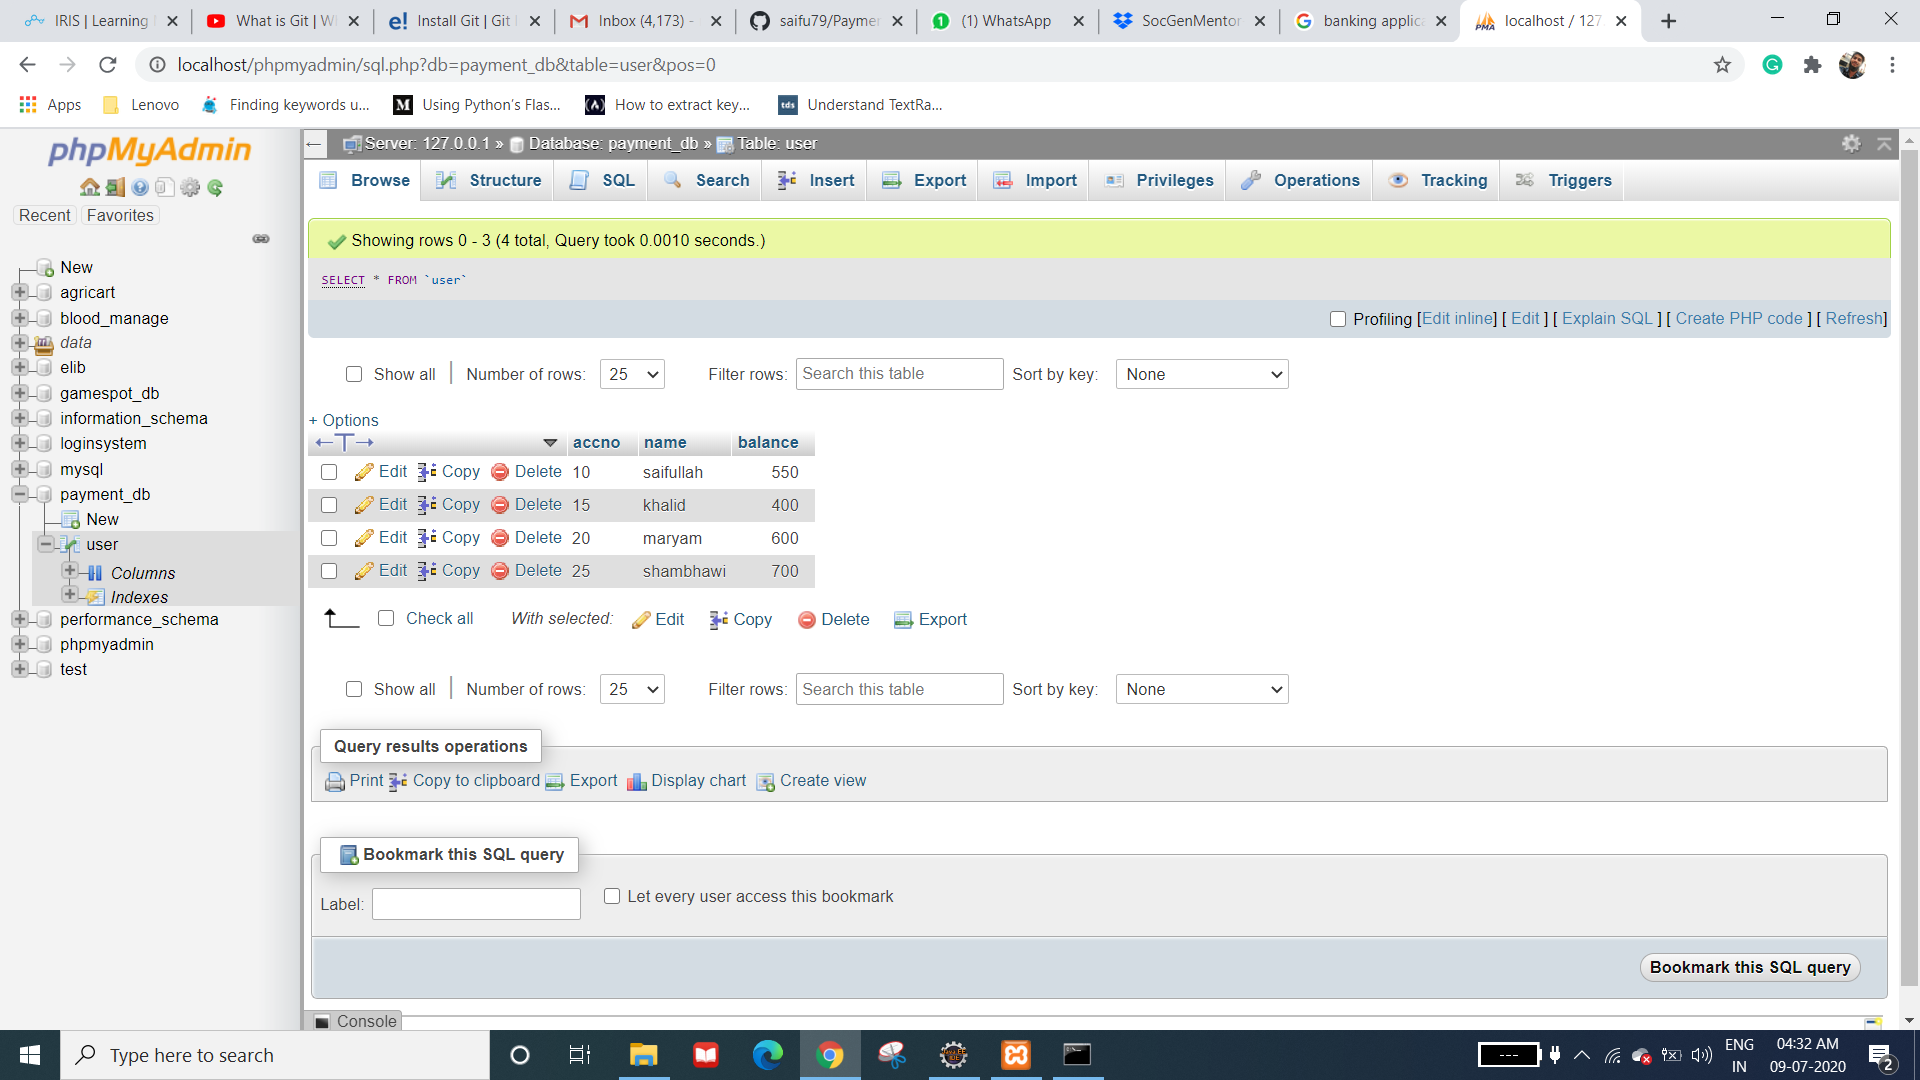 IRIS | Learning
What is Git | W
Install Git | Git
Inbox (4,173) -
saifu79/Payme
(1) WhatsApp
SocGenMentor
banking applic
localhost / 127.
localhost/phpmyadmin/sql.php?db=payment_db&table=user&pos=0
Apps
Lenovo
Finding keywords u...
Using Python's Flas...
How to extract key...
Understand TextRa...
phpMyAdmin
Recent
Favorites
New
agricart
blood_manage
data
elib
gamespot_db
information_schema
loginsystem
mysql
payment_db
New
user
Columns
Indexes
performance_schema
phpmyadmin
test
Server: 127.0.0.1 » Database: payment_db » Table: user
Browse
Structure
SQL
Search
Insert
Export
Import
Privileges
Operations
Tracking
Triggers
Showing rows 0 - 3 (4 total, Query took 0.0010 seconds.)
SELECT * FROM `user`
Profiling [Edit inline] [ Edit ] [ Explain SQL ] [ Create PHP code ] [ Refresh]
Show all
Number of rows: 25
Filter rows: Search this table
Sort by key: None
+ Options
←T→ accno name balance
Edit Copy Delete 10 saifullah 550
Edit Copy Delete 15 khalid 400
Edit Copy Delete 20 maryam 600
Edit Copy Delete 25 shambhawi 700
Check all With selected: Edit Copy Delete Export
Show all
Number of rows: 25
Filter rows: Search this table
Sort by key: None
Query results operations
Print Copy to clipboard Export Display chart Create view
Bookmark this SQL query
Label:
Let every user access this bookmark
Bookmark this SQL query
Console
Type here to search
ENG
IN
04:32 AM
09-07-2020
2